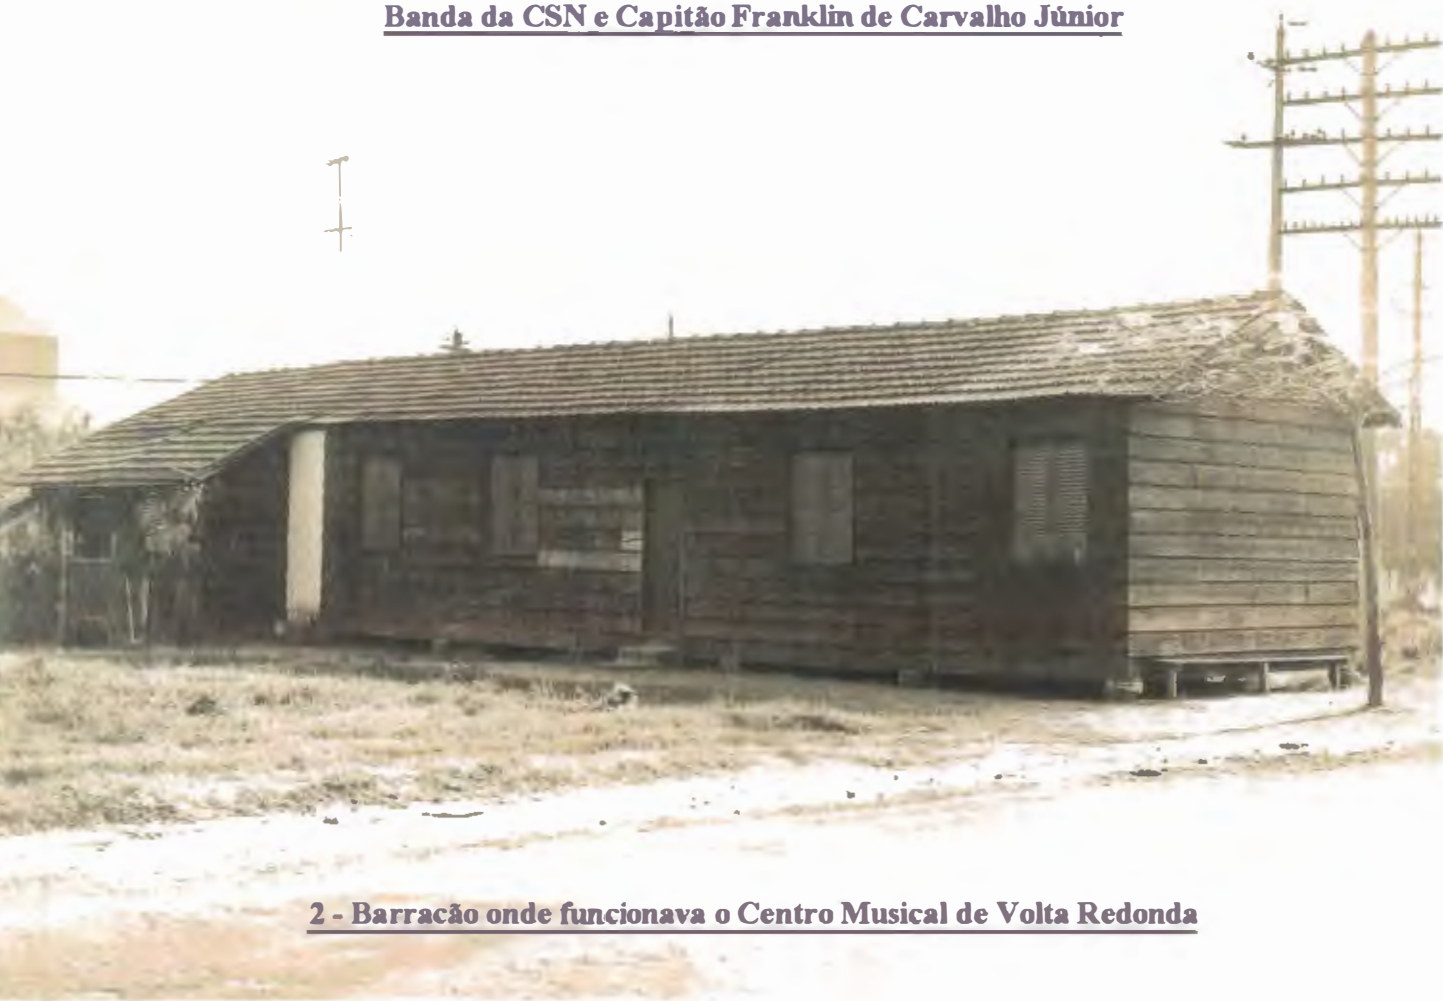 Banda da CSN e Capitão Franklin de Carvalho Júnior
2 - Barracão onde funcionava o Centro Musical de Volta Redonda